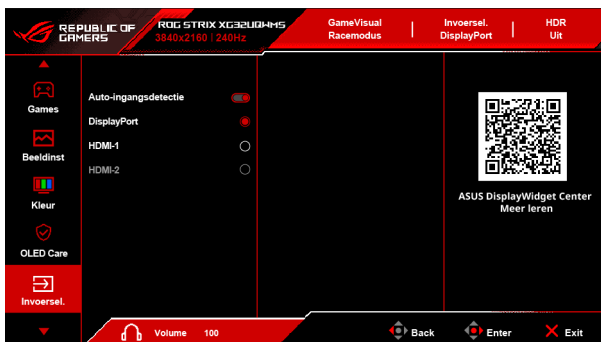 REPUBLIC OF
GAMERS
ROG STRIX XG32UQWMS
3840x2160 | 240Hz
GameVisual
Racemodus
Invoersel.
DisplayPort
HDR
Uit
Games
Beeldinst
Kleur
OLED Care
Invoersel.
Auto-ingangsdetectie
DisplayPort
HDMI-1
HDMI-2
ASUS DisplayWidget Center
Meer leren
Volume 100
Back
Enter
Exit